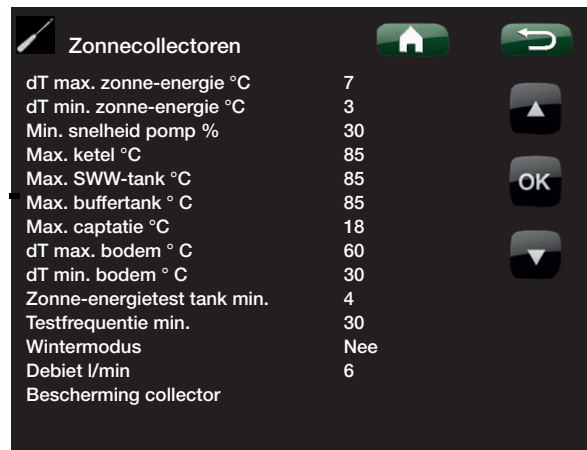 Zonnecollectoren
dT max. zonne-energie °C 7
dT min. zonne-energie °C 3
Min. snelheid pomp % 30
Max. ketel °C 85
Max. SWW-tank °C 85
Max. buffertank ° C 85
Max. captatie °C 18
dT max. bodem ° C 60
dT min. bodem ° C 30
Zonne-energietest tank min. 4
Testfrequentie min. 30
Wintermodus Nee
Debiet l/min 6
Bescherming collector
OK